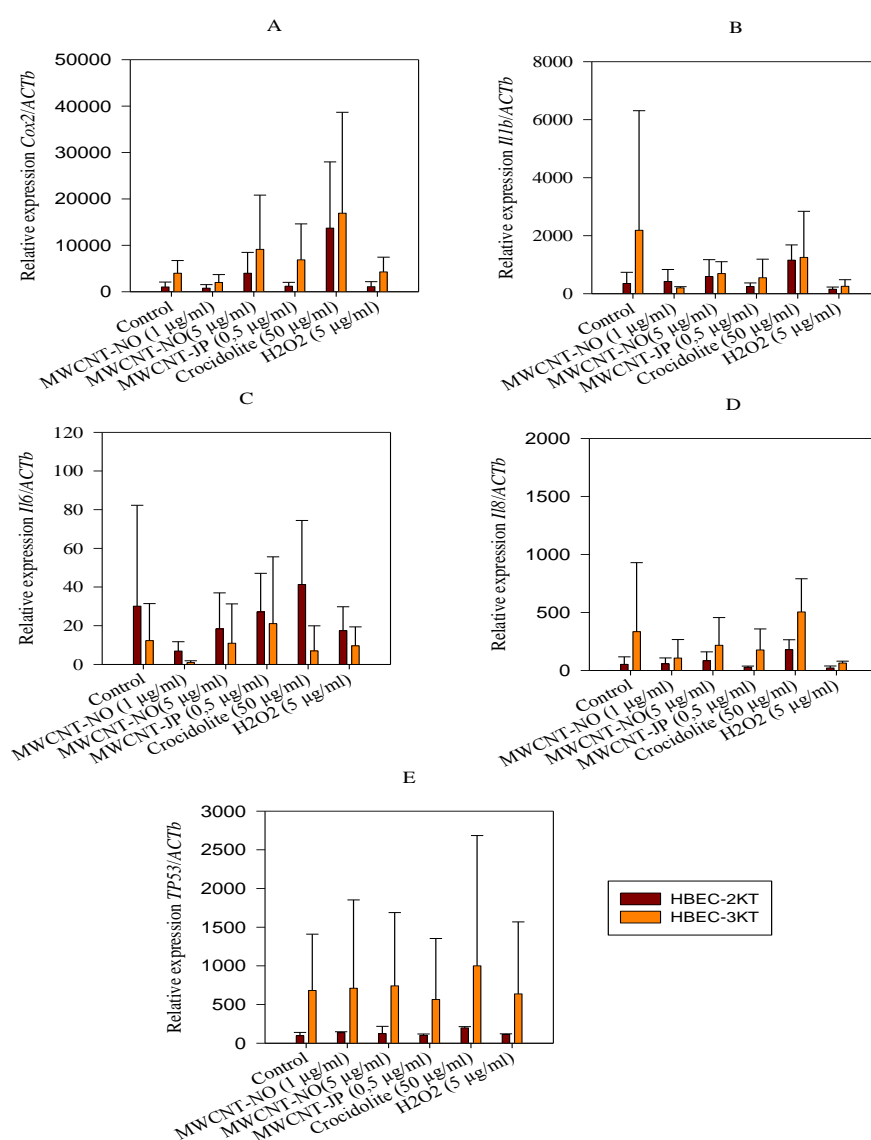 A
Relative expression Cox2/ACTb
50000
40000
30000
20000
10000
0
Control
MWCNT-NO (1 µg/ml)
MWCNT-NO(5 µg/ml)
MWCNT-JP (0,5 µg/ml)
Crocidolite (50 µg/ml)
H2O2 (5 µg/ml)
B
Relative expression Il1b/ACTb
8000
6000
4000
2000
0
Control
MWCNT-NO (1 µg/ml)
MWCNT-NO(5 µg/ml)
MWCNT-JP (0,5 µg/ml)
Crocidolite (50 µg/ml)
H2O2 (5 µg/ml)
C
Relative expression Il6/ACTb
120
100
80
60
40
20
0
Control
MWCNT-NO (1 µg/ml)
MWCNT-NO(5 µg/ml)
MWCNT-JP (0,5 µg/ml)
Crocidolite (50 µg/ml)
H2O2 (5 µg/ml)
D
Relative expression Il8/ACTb
2000
1500
1000
500
0
Control
MWCNT-NO (1 µg/ml)
MWCNT-NO(5 µg/ml)
MWCNT-JP (0,5 µg/ml)
Crocidolite (50 µg/ml)
H2O2 (5 µg/ml)
E
Relative expression TP53/ACTb
3000
2500
2000
1500
1000
500
0
Control
MWCNT-NO (1 µg/ml)
MWCNT-NO(5 µg/ml)
MWCNT-JP (0,5 µg/ml)
Crocidolite (50 µg/ml)
H2O2 (5 µg/ml)
HBEC-2KT
HBEC-3KT